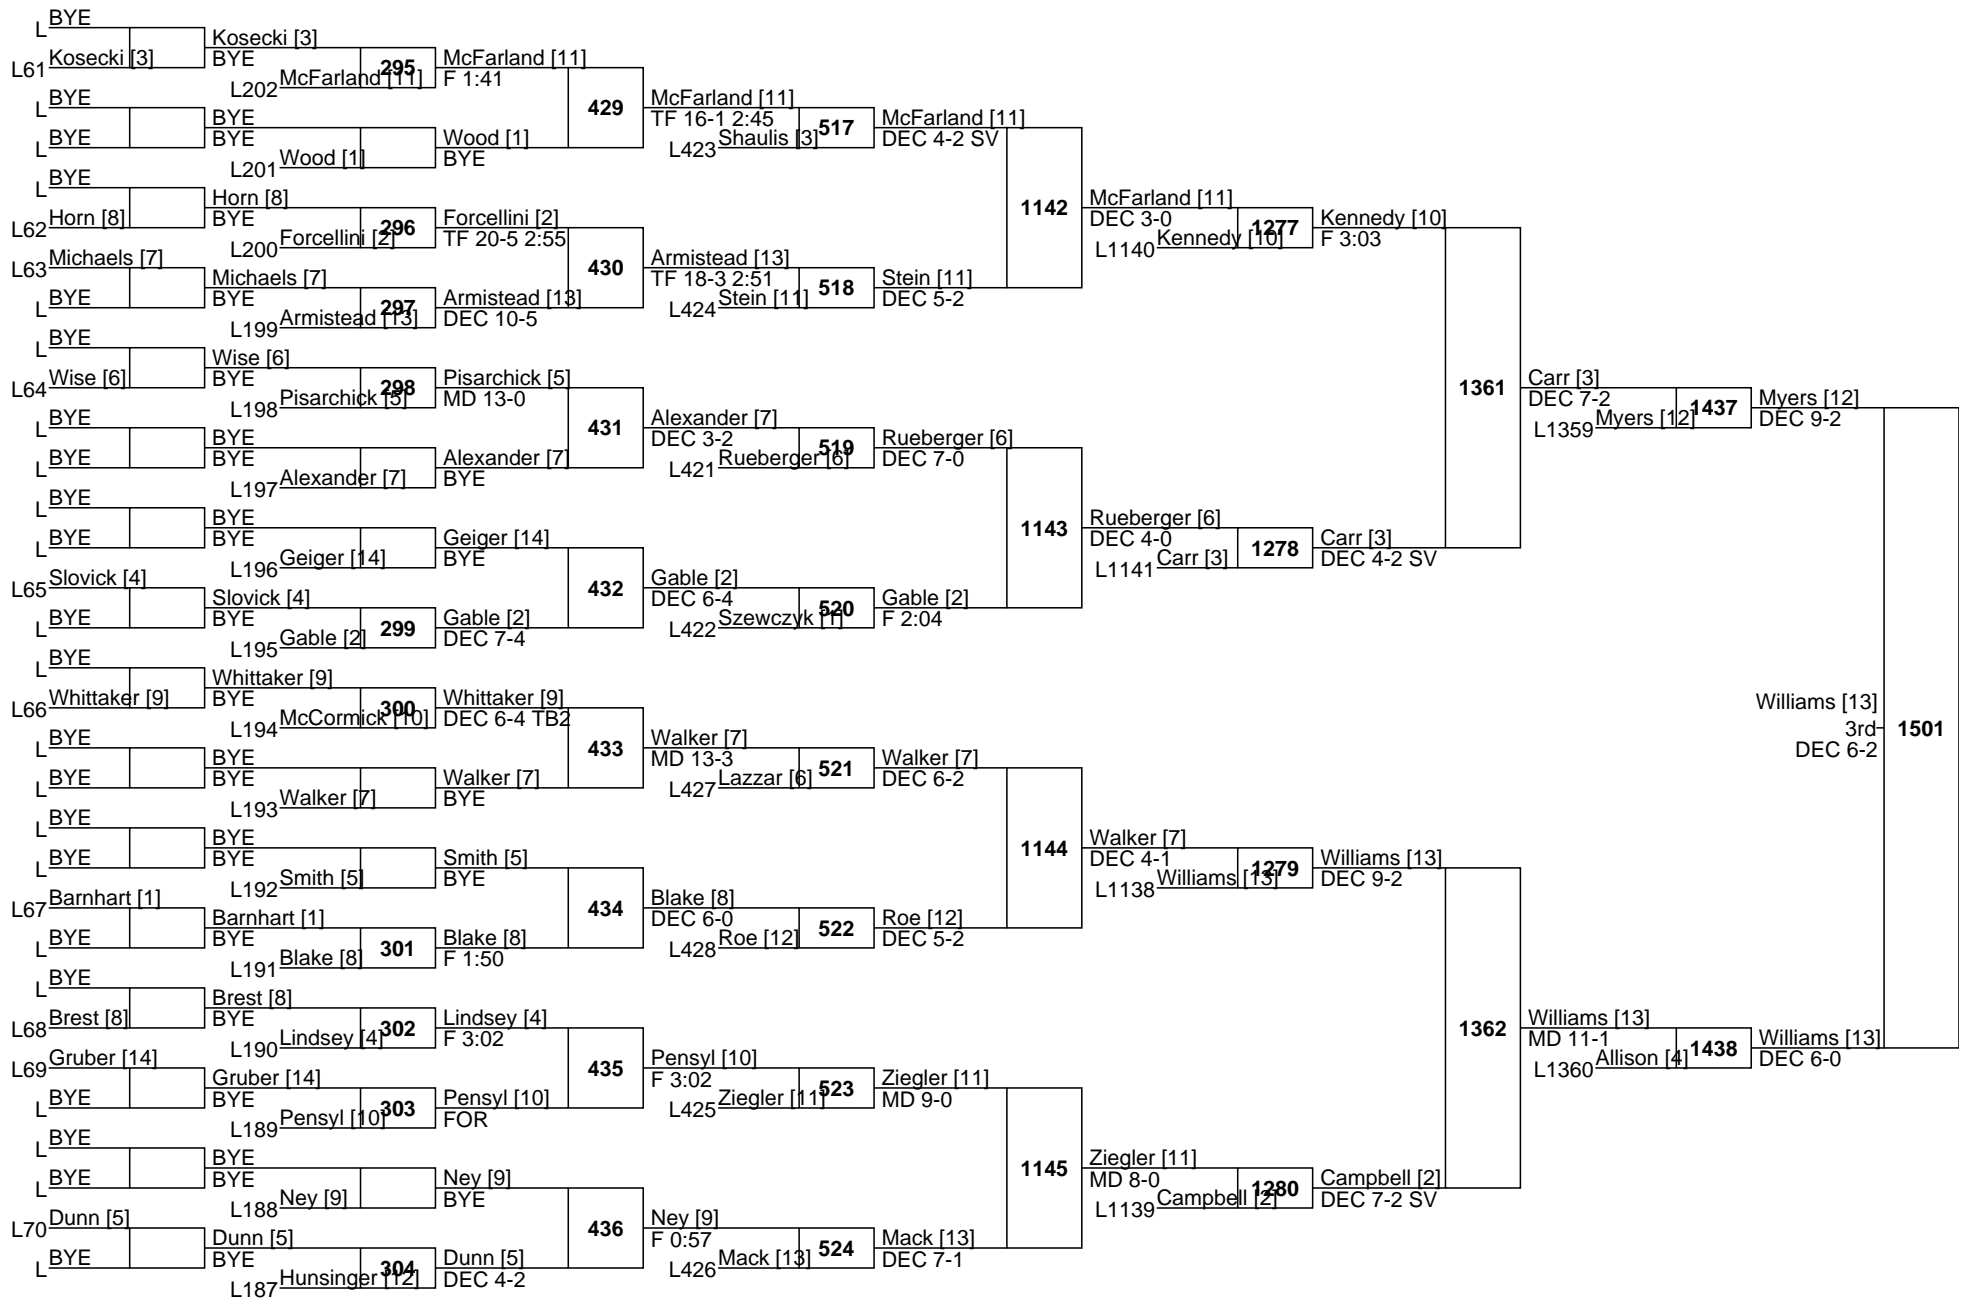 BYE
L
Kosecki [3]
L61
BYE
L
BYE
L
BYE
L
Horn [8]
L62
Michaels [7]
L63
BYE
L
BYE
L
Wise [6]
L64
BYE
L
BYE
L
BYE
L
BYE
L
Slovick [4]
L65
BYE
L
BYE
L
Whittaker [9]
L66
BYE
L
BYE
L
BYE
L
BYE
L
Barnhart [1]
L67
BYE
L
BYE
L
Brest [8]
L68
Gruber [14]
L69
BYE
L
BYE
L
BYE
L
Dunn [5]
L70
BYE
L
Kosecki [3]
BYE
McFarland [11]
L202
295
BYE
BYE
Wood [1]
L201
Horn [8]
BYE
Forcellini [2]
L200
296
Michaels [7]
BYE
Armistead [13]
L199
297
Wise [6]
BYE
Pisarchick [5]
L198
298
BYE
BYE
Alexander [7]
L197
BYE
BYE
Geiger [14]
L196
Slovick [4]
BYE
Gable [2]
L195
299
Whittaker [9]
BYE
McCormick [10]
L194
300
BYE
BYE
Walker [7]
L193
BYE
BYE
Smith [5]
L192
Barnhart [1]
BYE
Blake [8]
L191
301
Brest [8]
BYE
Lindsey [4]
L190
302
Gruber [14]
BYE
Pensyl [10]
L189
303
BYE
BYE
Ney [9]
L188
Dunn [5]
BYE
Hunsinger [12]
L187
304
McFarland [11]
F 1:41
429
Wood [1]
BYE
Forcellini [2]
TF 20-5 2:55
430
Armistead [13]
DEC 10-5
Pisarchick [5]
MD 13-0
431
Alexander [7]
BYE
Geiger [14]
BYE
432
Gable [2]
DEC 7-4
Whittaker [9]
DEC 6-4 TB2
433
Walker [7]
BYE
Smith [5]
BYE
434
Blake [8]
F 1:50
Lindsey [4]
F 3:02
435
Pensyl [10]
FOR
Ney [9]
BYE
436
Dunn [5]
DEC 4-2
McFarland [11]
TF 16-1 2:45
Shaulis [3]
L423
517
Armistead [13]
TF 18-3 2:51
Stein [11]
L424
518
Alexander [7]
DEC 3-2
Rueberger [6]
L421
519
Gable [2]
DEC 6-4
Szewczyk [1]
L422
520
Walker [7]
MD 13-3
Lazzar [6]
L427
521
Blake [8]
DEC 6-0
Roe [12]
L428
522
Pensyl [10]
F 3:02
Ziegler [11]
L425
523
Ney [9]
F 0:57
Mack [13]
L426
524
McFarland [11]
DEC 4-2 SV
1142
Stein [11]
DEC 5-2
Rueberger [6]
DEC 7-0
1143
Gable [2]
F 2:04
Walker [7]
DEC 6-2
1144
Roe [12]
DEC 5-2
Ziegler [11]
MD 9-0
1145
Mack [13]
DEC 7-1
McFarland [11]
DEC 3-0
Kennedy [10]
L1140
1277
Rueberger [6]
DEC 4-0
Carr [3]
L1141
1278
Walker [7]
DEC 4-1
Williams [13]
L1138
1279
Ziegler [11]
MD 8-0
Campbell [2]
L1139
1280
Kennedy [10]
F 3:03
1361
Carr [3]
DEC 4-2 SV
Williams [13]
DEC 9-2
1362
Campbell [2]
DEC 7-2 SV
Carr [3]
DEC 7-2
Myers [12]
L1359
1437
Williams [13]
MD 11-1
Allison [4]
L1360
1438
Myers [12]
DEC 9-2
Williams [13]
DEC 6-0
Williams [13]
3rd
DEC 6-2
1501